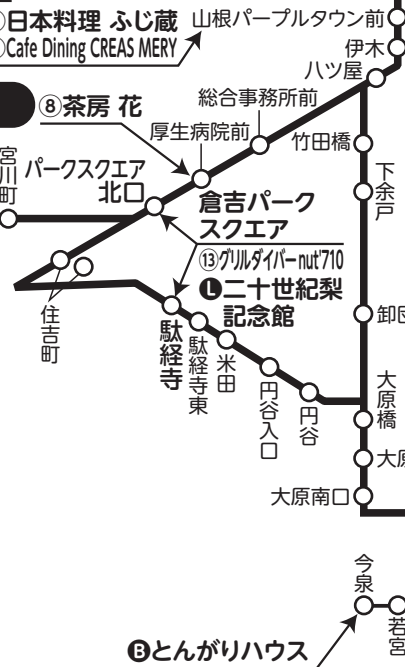 日本料理 ふじ蔵
山根パープルタウン前
Cafe Dining CREAS MERY
伊木
八ツ屋
⑧茶房 花
総合事務所前
厚生病院前
竹田橋
宮川町
パークスクエア
北口
下余戸
倉吉パーク
スクエア
⑬グリルダイバーnut'710
Ⓛ二十世紀梨
記念館
住吉町
駄経寺
駄経寺東
米田
円谷入口
円谷
卸団
大原橋
大原
大原南口
今泉
若宮
Ⓑとんがりハウス